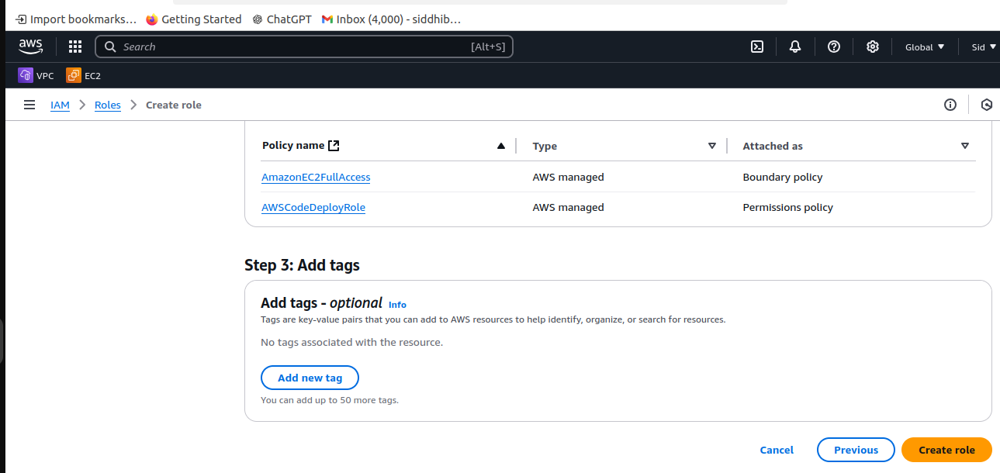 Import bookmarks... Getting Started ChatGPT Inbox (4,000) - siddhib...
aws Search [Alt+S] Global Sid
VPC EC2
IAM > Roles > Create role
Policy name Type Attached as
AmazonEC2FullAccess AWS managed Boundary policy
AWSCodeDeployRole AWS managed Permissions policy
Step 3: Add tags
Add tags - optional Info
Tags are key-value pairs that you can add to AWS resources to help identify, organize, or search for resources.
No tags associated with the resource.
Add new tag
You can add up to 50 more tags.
Cancel Previous Create role